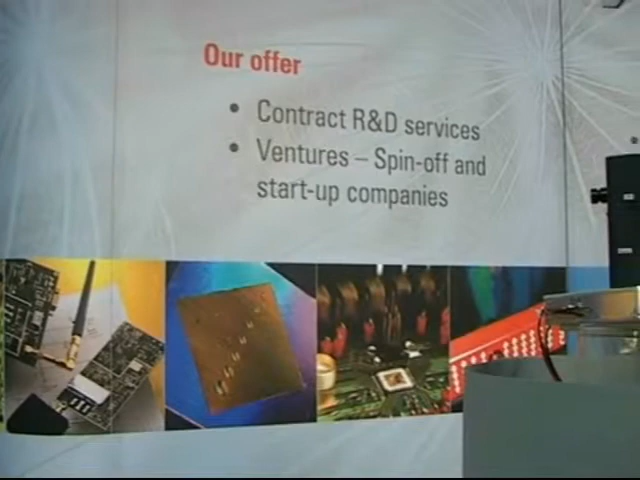 Our offer
• Contract R&D services
• Ventures – Spin-off and
start-up companies